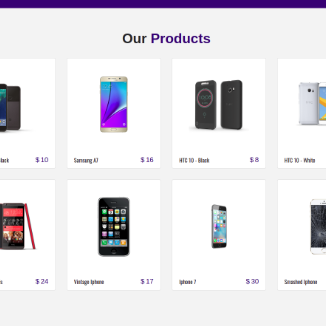 Our Products
$ 10
Samsung A7 $ 16
HTC 10 - Black $ 8
HTC 10 - White
$ 24
Vintage Iphone $ 17
Iphone 7 $ 30
Smashed Iphone